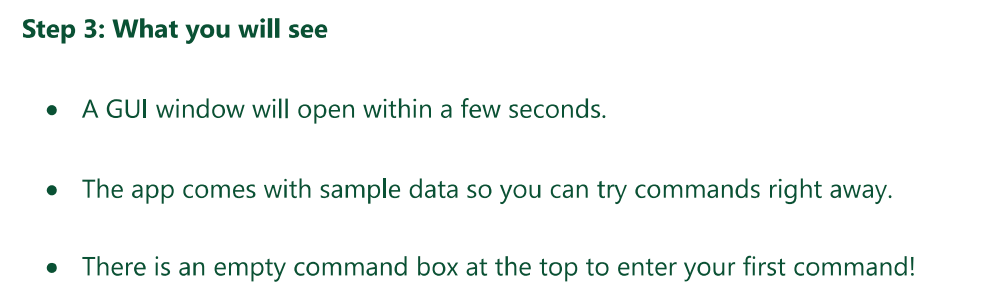 Step 3: What you will see
• A GUI window will open within a few seconds.
• The app comes with sample data so you can try commands right away.
• There is an empty command box at the top to enter your first command!